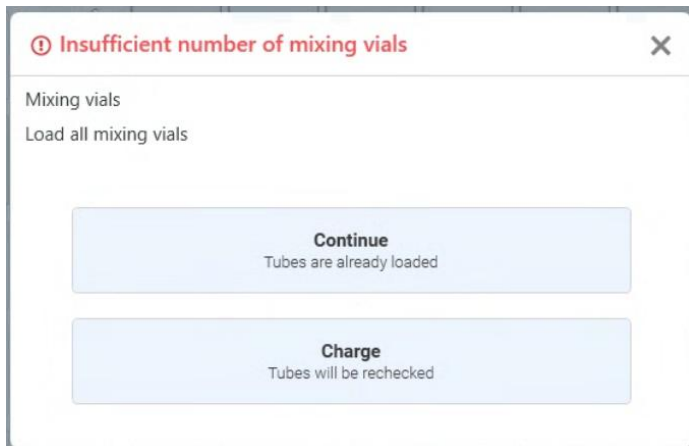 Insufficient number of mixing vials
Mixing vials
Load all mixing vials
Continue
Tubes are already loaded
Charge
Tubes will be rechecked